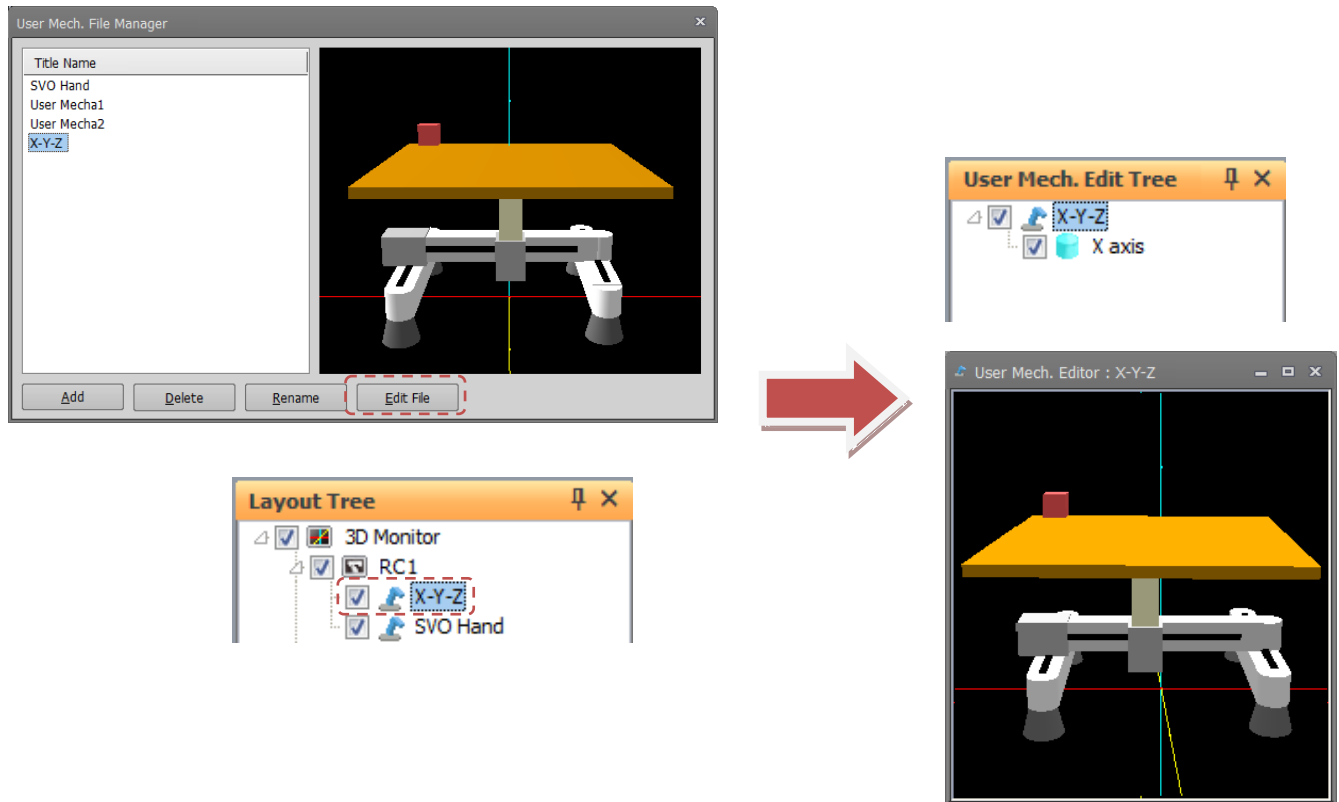 User Mech. File Manager
Title Name
SVO Hand
User Mecha1
User Mecha2
X-Y-Z
Add Delete Rename Edit File
Layout Tree
3D Monitor
RC1
X-Y-Z
SVO Hand
User Mech. Edit Tree
X-Y-Z
X axis
User Mech. Editor : X-Y-Z